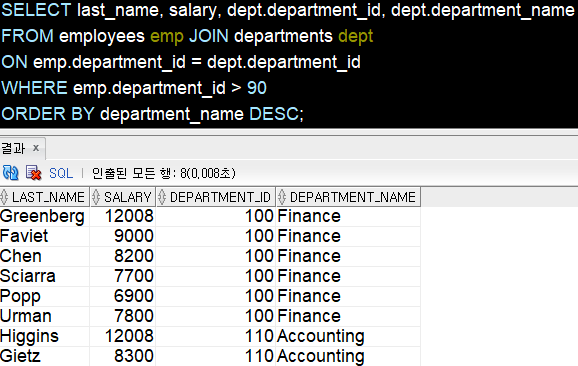 SELECT last_name, salary, dept.department_id, dept.department_name
FROM employees emp JOIN departments dept
ON emp.department_id = dept.department_id
WHERE emp.department_id > 90
ORDER BY department_name DESC;
결과 x
SQL | 인출된 모든 행: 8(0,008초)
LAST_NAME SALARY DEPARTMENT_ID DEPARTMENT_NAME
Greenberg 12008 100 Finance
Faviet 9000 100 Finance
Chen 8200 100 Finance
Sciarra 7700 100 Finance
Popp 6900 100 Finance
Urman 7800 100 Finance
Higgins 12008 110 Accounting
Gietz 8300 110 Accounting